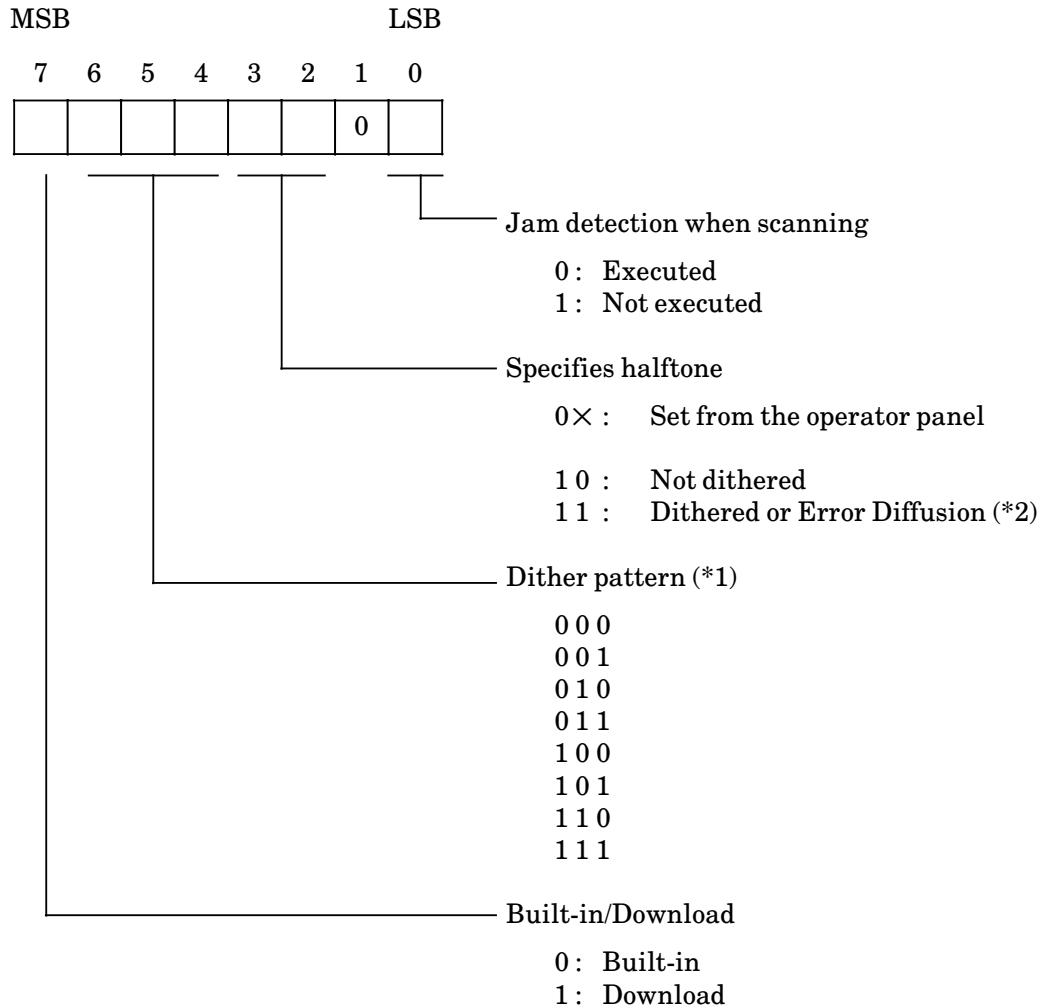 MSB LSB
7 6 5 4 3 2 1 0
0
Jam detection when scanning
0 : Executed
1 : Not executed
Specifies halftone
0× : Set from the operator panel
1 0 : Not dithered
1 1 : Dithered or Error Diffusion (*2)
Dither pattern (*1)
0 0 0
0 0 1
0 1 0
0 1 1
1 0 0
1 0 1
1 1 0
1 1 1
Built-in/Download
0 : Built-in
1 : Download